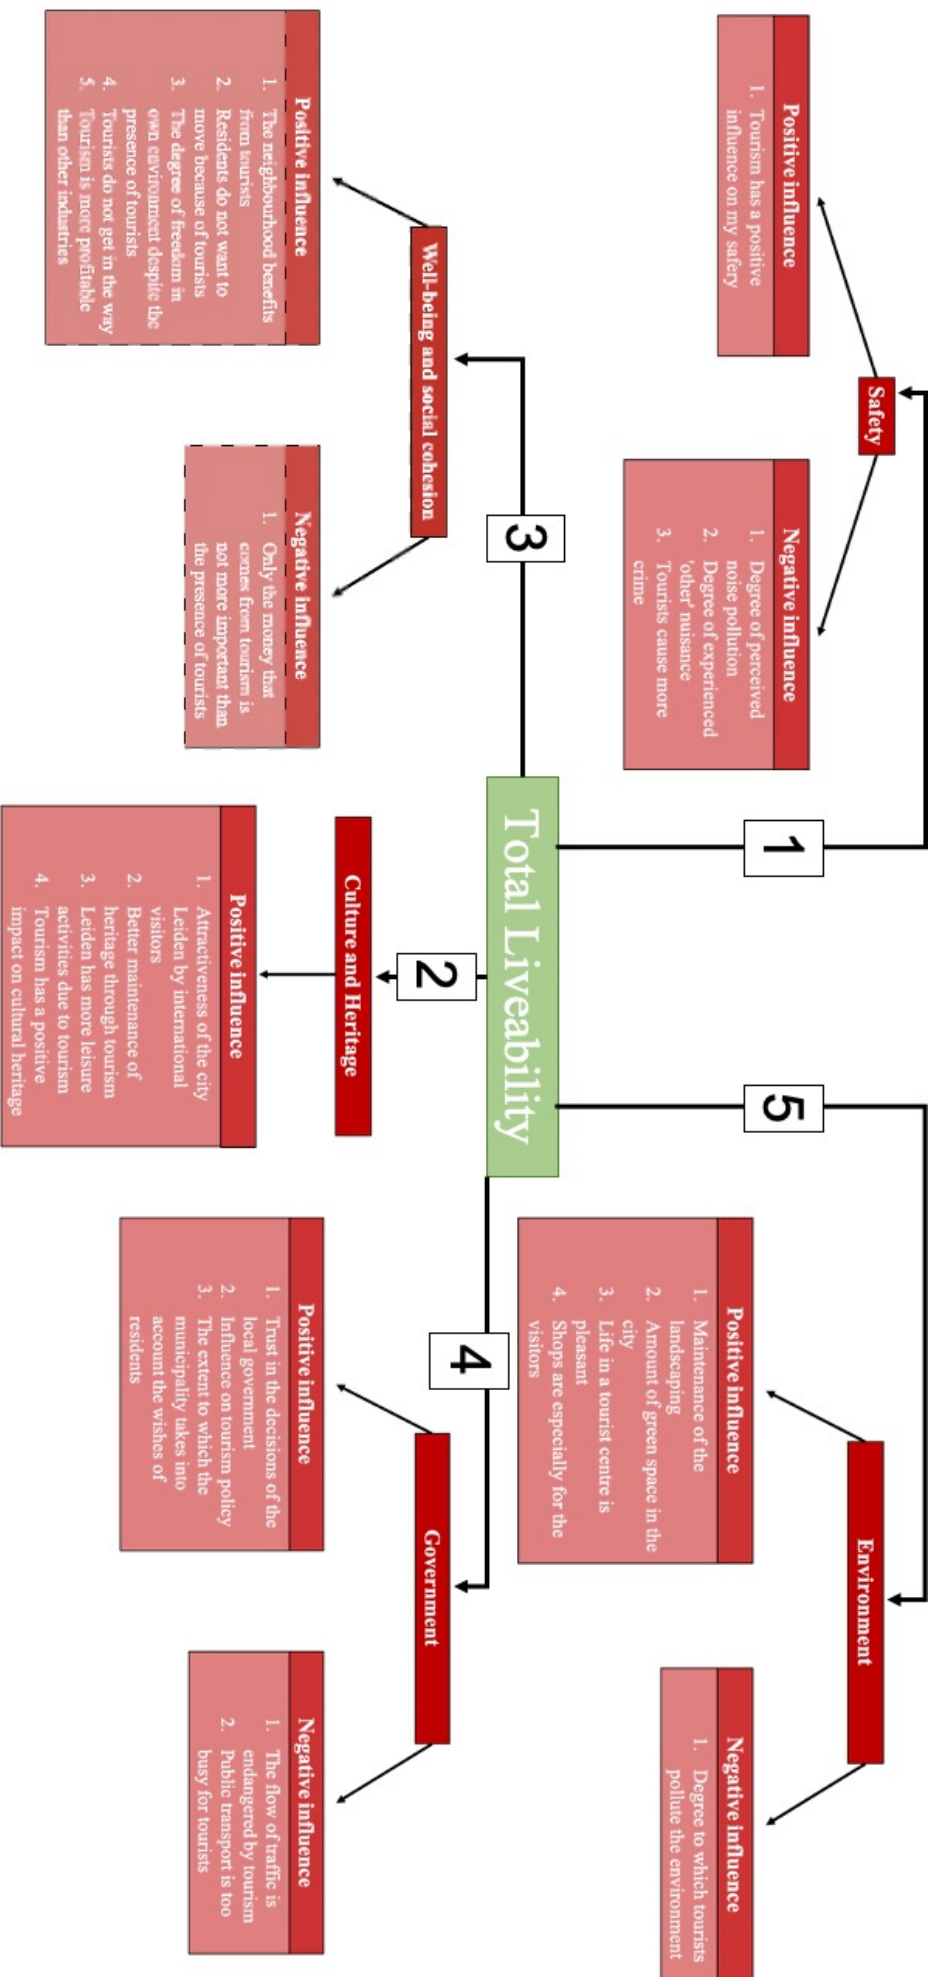 1
Safety
Positive influence
1. Tourism has a positive
influence on my safery
Negative influence
1. Degree of perceived
noise pollution
2. Degree of experienced
'other' nuisance
3. Tourists cause more
crime
5
Environment
Positive influence
1. Maintenance of the
landscaping
2. Amount of green space in the
city
3. Life in a tourist centre is
pleasant
4. Shops are especially for the
visitors
Negative influence
1. Degree to which tourists
pollute the environment
Total Liveability
3
Well-being and social cohesion
Positive influence
1. The neighbourhood benefits
from tourists
2. Residents do not want to
move because of tourists
3. The degree of freedom in
own environment despite the
presence of tourists
4. Tourists do not get in the way
5. Tourism is more profitable
than other industries
Negative influence
1. Only the money that
comes from tourism is
not more important than
the presence of tourists
2
Culture and Heritage
Positive influence
1. Attractiveness of the city
Leiden by international
visitors
2. Better maintenance of
heritage through tourism
3. Leiden has more leisure
activities due to tourism
4. Tourism has a positive
impact on cultural heritage
4
Government
Positive influence
1. Trust in the decisions of the
local government
2. Influence on tourism policy
3. The extent to which the
municipality takes into
account the wishes of
residents
Negative influence
1. The flow of traffic is
endangered by tourism
2. Public transport is too
busy for tourists